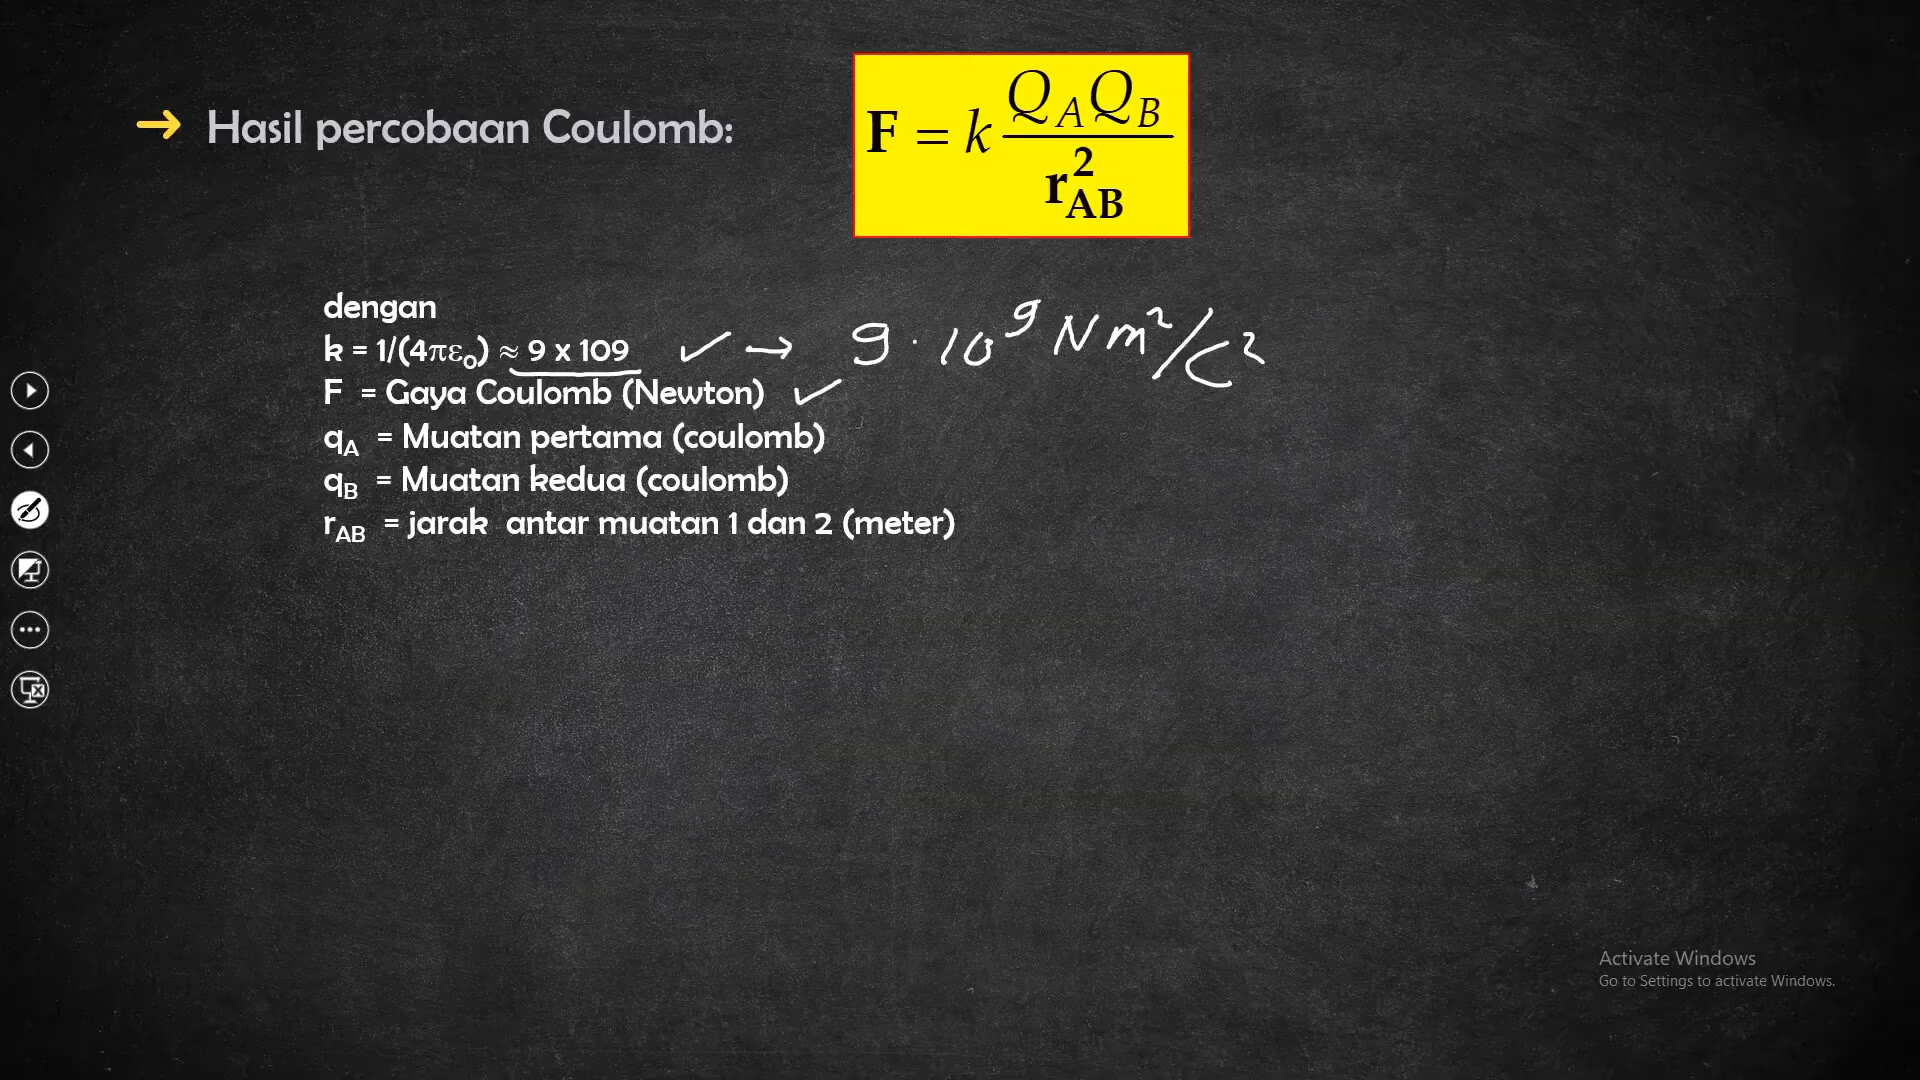 → Hasil percobaan Coulomb:
F = k Q_A Q_B / r_AB^2
dengan
k = 1/(4πε₀) ≈ 9 x 109 ✓ → 9 · 10^9 Nm²/C²
F = Gaya Coulomb (Newton) ✓
q_A = Muatan pertama (coulomb)
q_B = Muatan kedua (coulomb)
r_AB = jarak antar muatan 1 dan 2 (meter)
Activate Windows
Go to Settings to activate Windows.